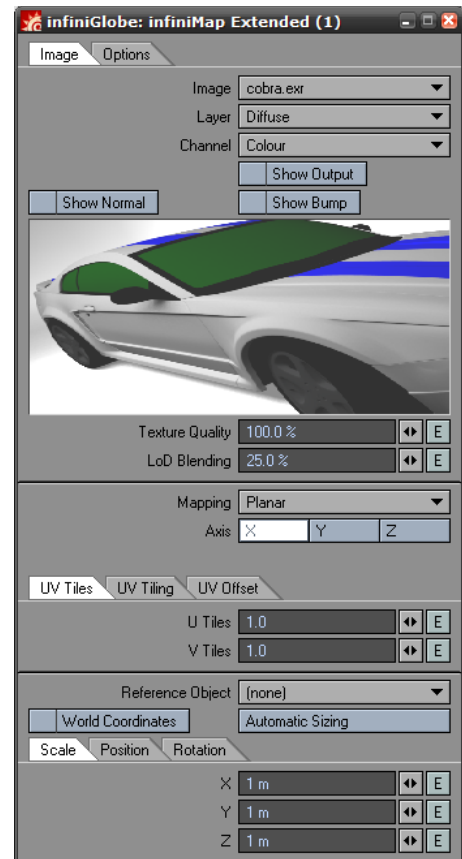 infiniGlobe: infiniMap Extended (1)
Image Options
Image cobra.exr
Layer Diffuse
Channel Colour
Show Output
Show Normal Show Bump
Texture Quality 100.0 % E
LoD Blending 25.0 % E
Mapping Planar
Axis X Y Z
UV Tiles UV Tiling UV Offset
U Tiles 1.0 E
V Tiles 1.0 E
Reference Object (none)
World Coordinates Automatic Sizing
Scale Position Rotation
X 1 m E
Y 1 m E
Z 1 m E